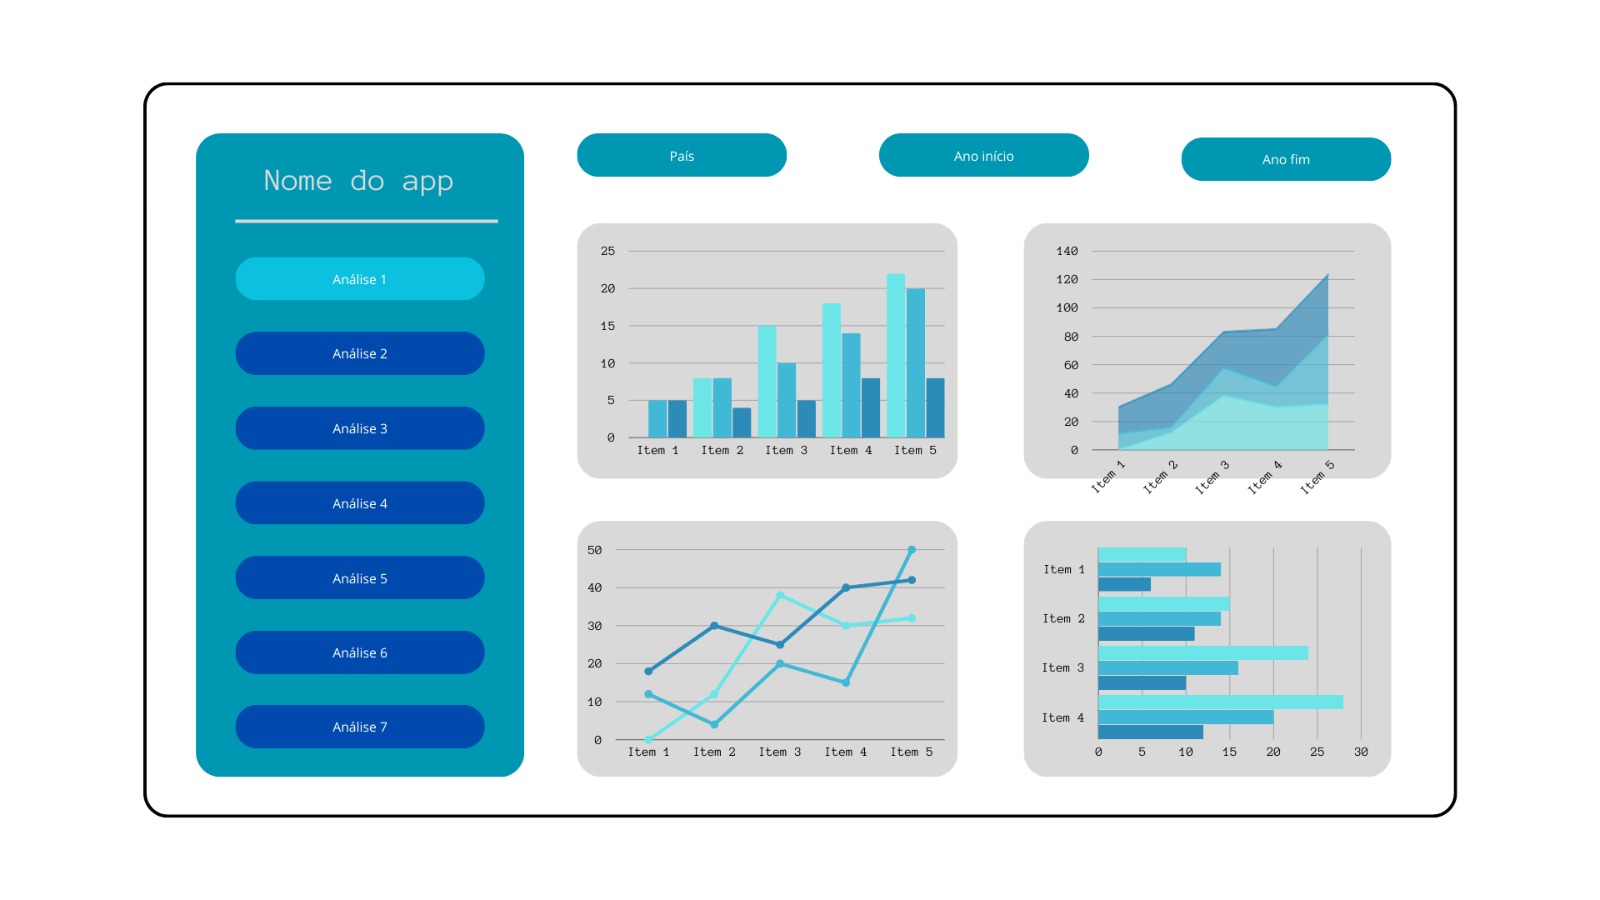 Nome do app
Análise 1
Análise 2
Análise 3
Análise 4
Análise 5
Análise 6
Análise 7
País
Ano início
Ano fim
25
20
15
10
5
0
Item 1 Item 2 Item 3 Item 4 Item 5
140
120
100
80
60
40
20
0
Item 1 Item 2 Item 3 Item 4 Item 5
50
40
30
20
10
0
Item 1 Item 2 Item 3 Item 4 Item 5
Item 1
Item 2
Item 3
Item 4
0 5 10 15 20 25 30